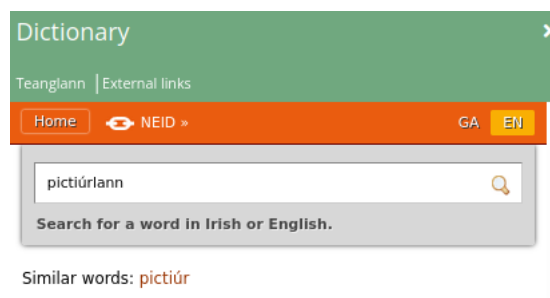 Dictionary
Teanglann | External links
Home NEID » GA EN
pictiúrlann
Search for a word in Irish or English.
Similar words: pictiúr